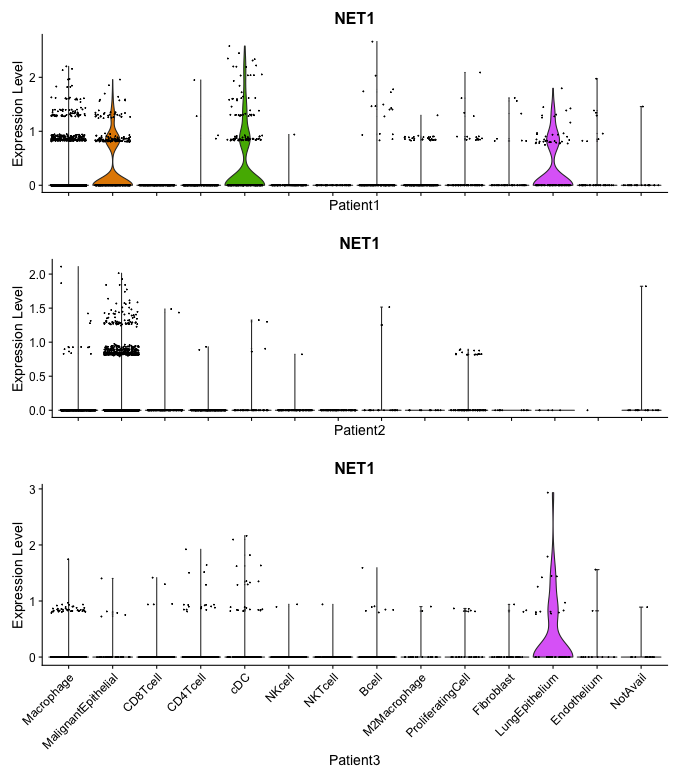 NET1
Expression Level
2
1
0
Patient1
NET1
Expression Level
2.0
1.5
1.0
0.5
0.0
Patient2
NET1
Expression Level
3
2
1
0
Macrophage
MalignantEpithelial
CD8Tcell
CD4Tcell
cDC
NKcell
NKTcell
Bcell
M2Macrophage
ProliferatingCell
Fibroblast
LungEpithelium
Endothelium
NotAvail
Patient3